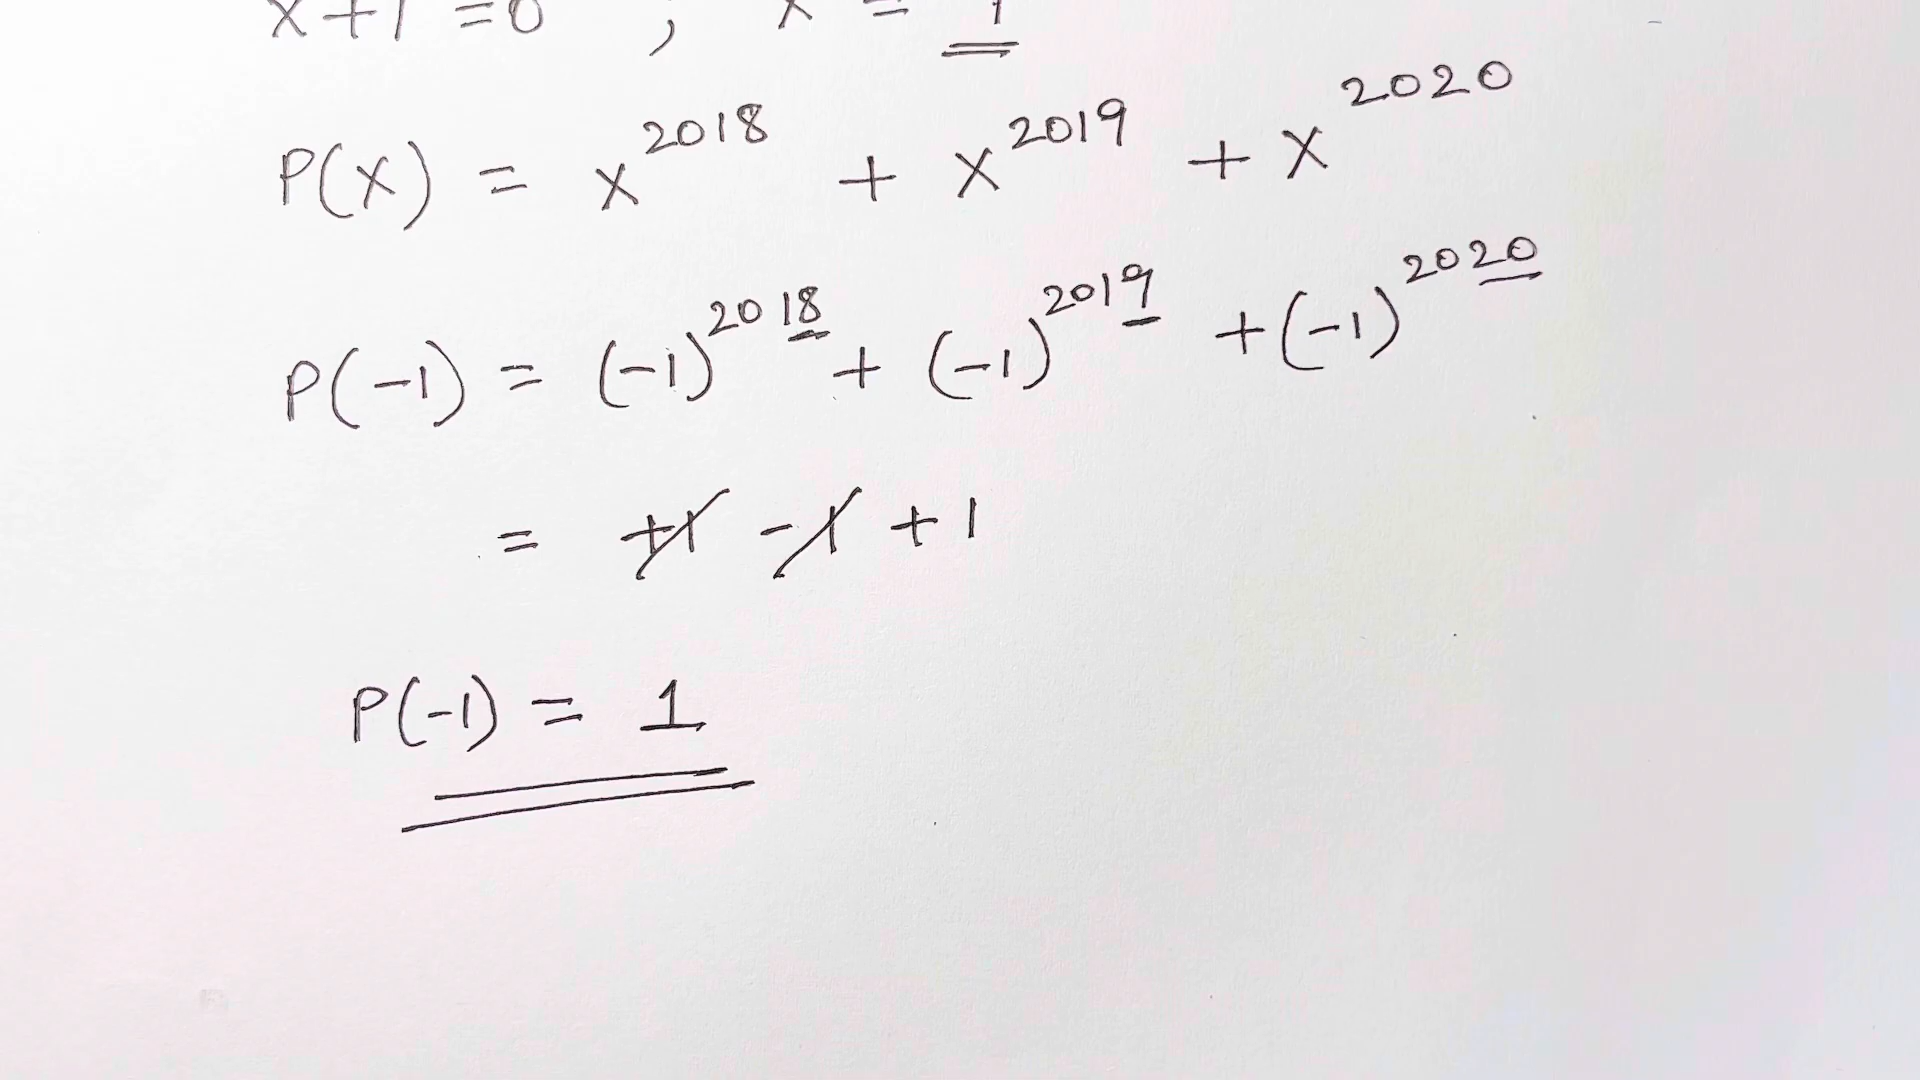 x+1 =0 , x = 1
P(x) = x^2018 + x^2019 + x^2020
P(-1) = (-1)^2018 + (-1)^2019 + (-1)^2020
= +1 -1 +1
P(-1) = 1